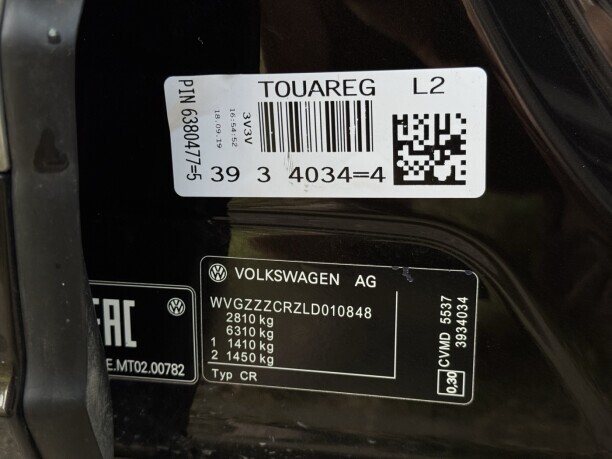 TOUAREG L2
PIN 6380477=5
18.09.19
16:54:52
3V3V
39 3 4034=4
VOLKSWAGEN AG
WVGZZZCRZLD010848
2810 kg
6310 kg
1 1410 kg
2 1450 kg
Typ CR
CVMD 5537
3934034
0,30
EAC
E.MT02.00782